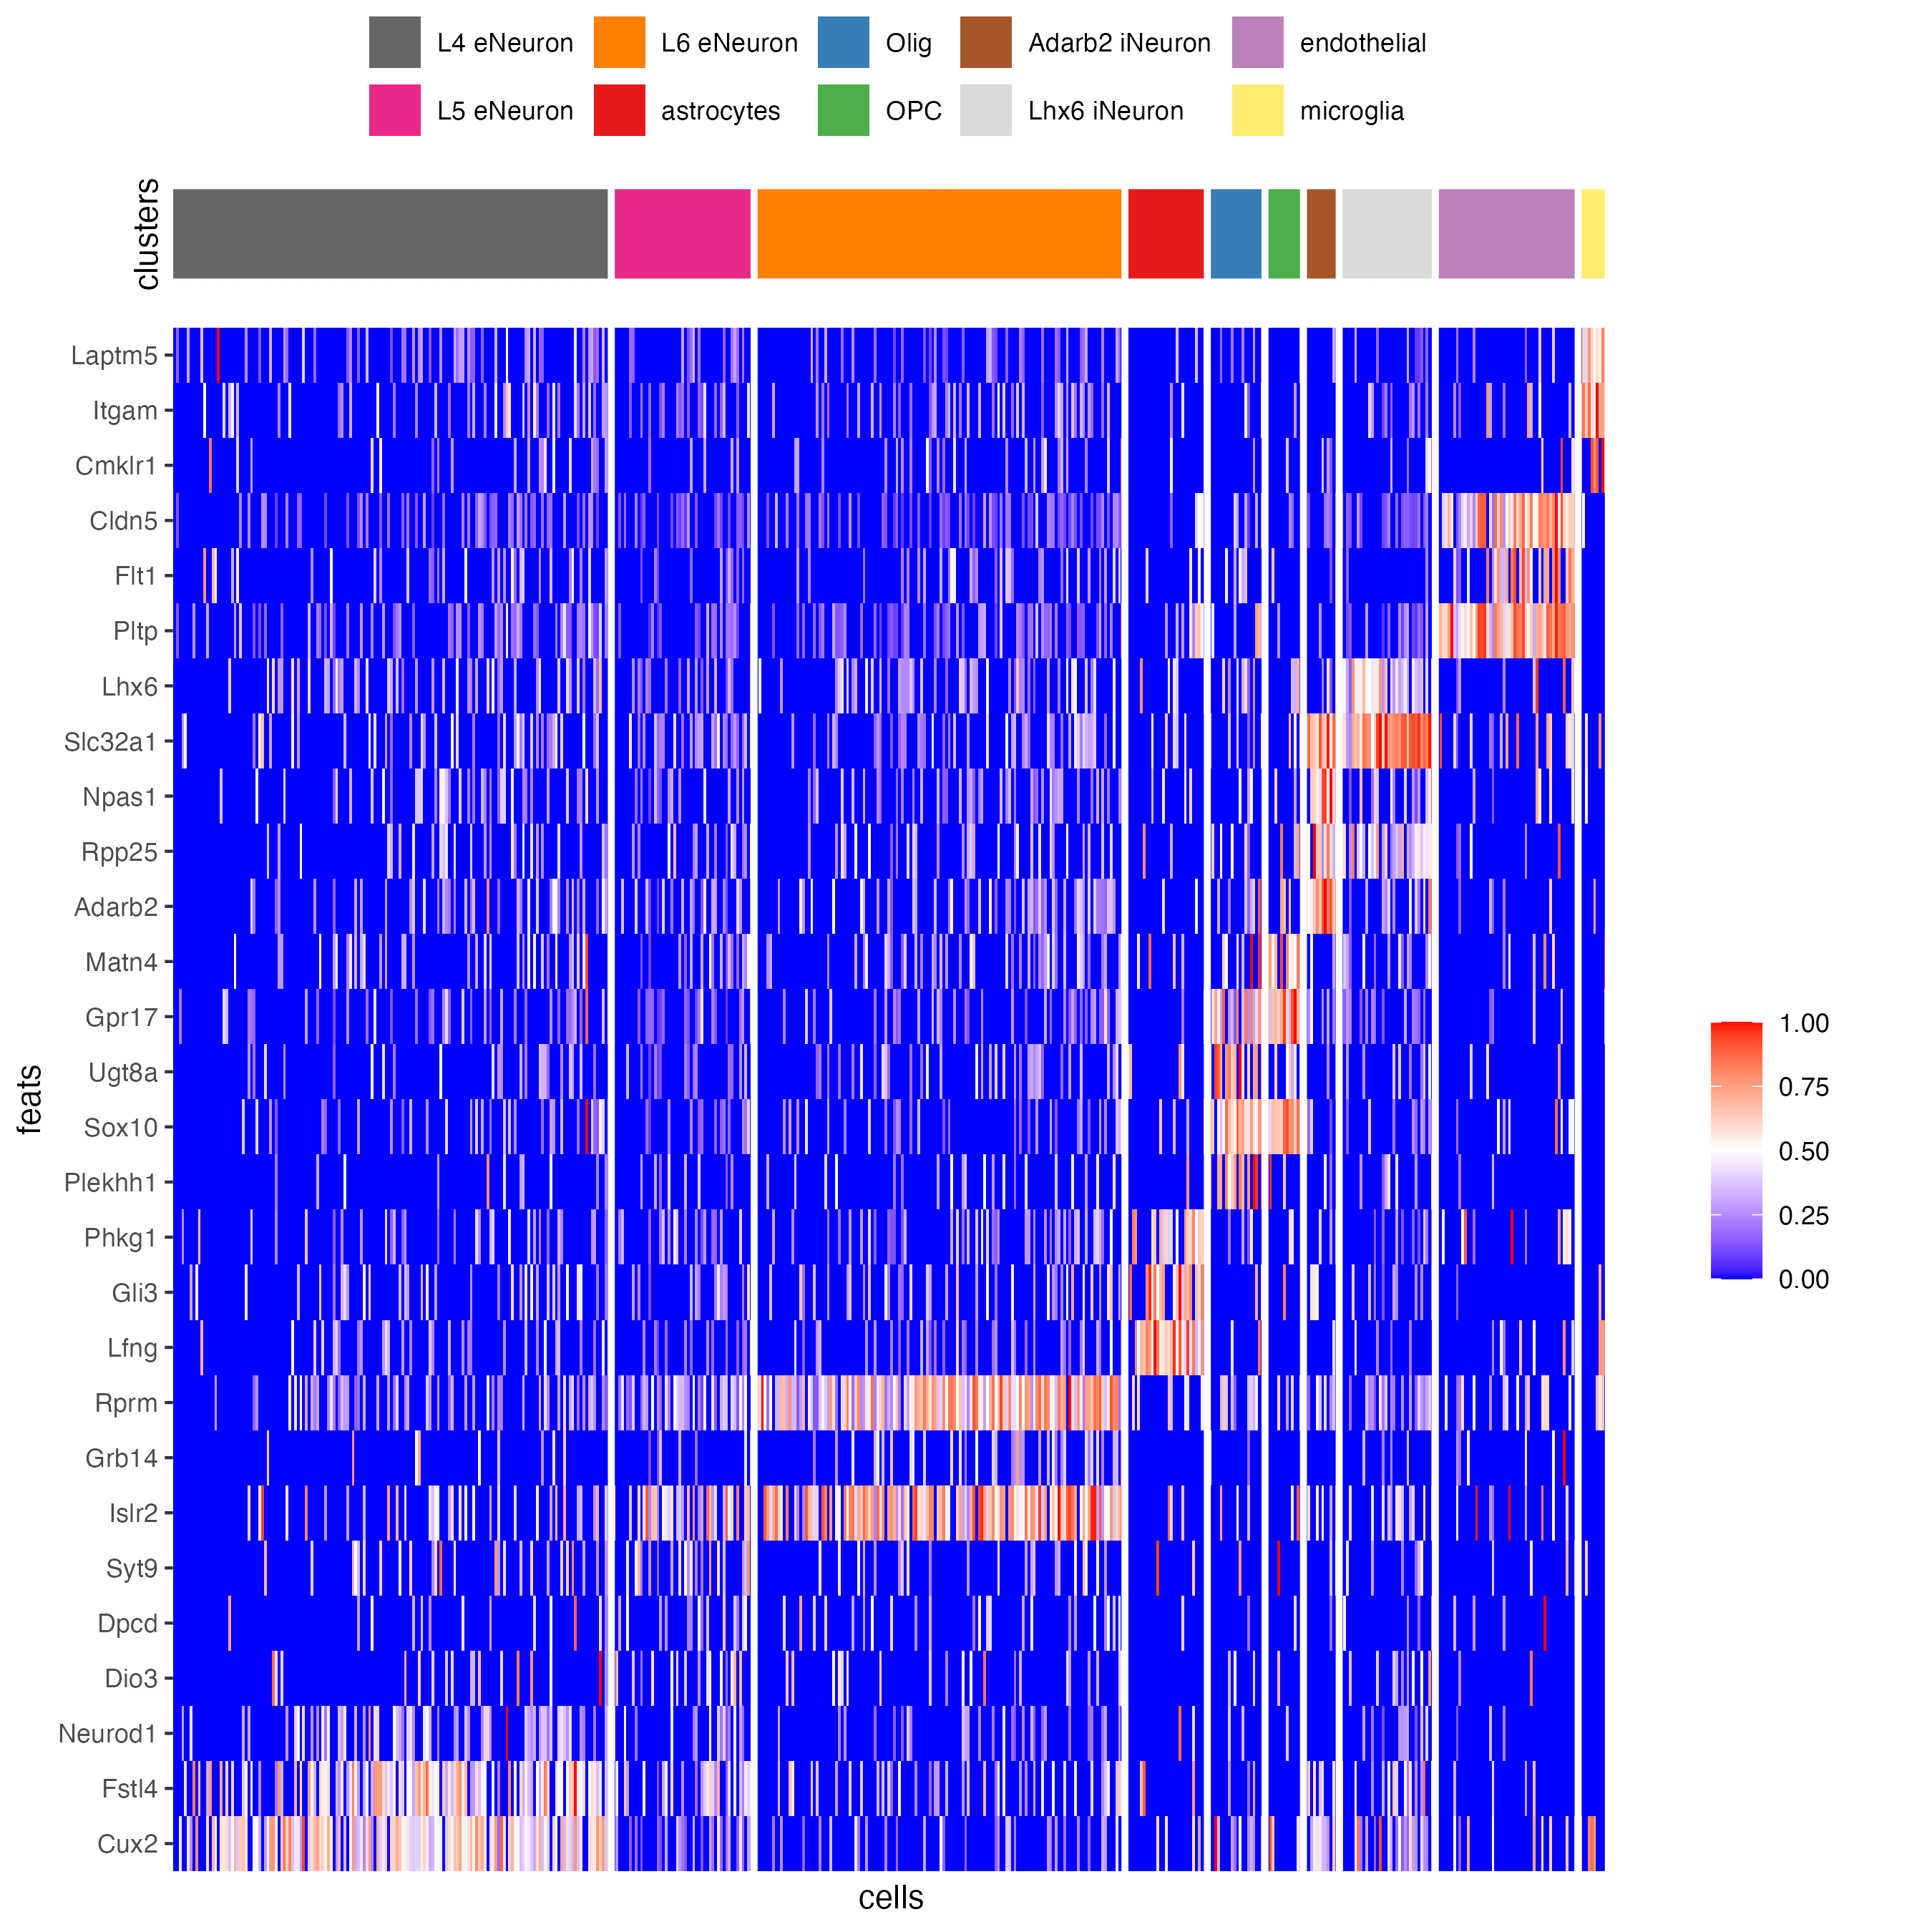 L4 eNeuron
L6 eNeuron
Olig
Adarb2 iNeuron
endothelial
L5 eNeuron
astrocytes
OPC
Lhx6 iNeuron
microglia
clusters
Laptm5
Itgam
Cmklr1
Cldn5
Flt1
Pltp
Lhx6
Slc32a1
Npas1
Rpp25
Adarb2
Matn4
Gpr17
Ugt8a
Sox10
Plekhh1
Phkg1
Gli3
Lfng
Rprm
Grb14
Islr2
Syt9
Dpcd
Dio3
Neurod1
Fstl4
Cux2
feats
cells
1.00
0.75
0.50
0.25
0.00